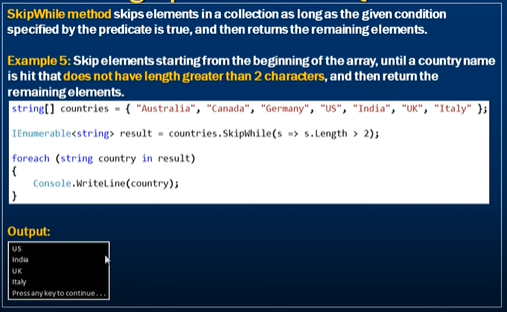 SkipWhile method skips elements in a collection as long as the given condition
specified by the predicate is true, and then returns the remaining elements.
Example 5: Skip elements starting from the beginning of the array, until a country name
is hit that does not have length greater than 2 characters, and then return the
remaining elements.
string[] countries = { "Australia", "Canada", "Germany", "US", "India", "UK", "Italy" };
IEnumerable<string> result = countries.SkipWhile(s => s.Length > 2);
foreach (string country in result)
{
    Console.WriteLine(country);
}
Output:
US
India
UK
Italy
Press any key to continue . . .